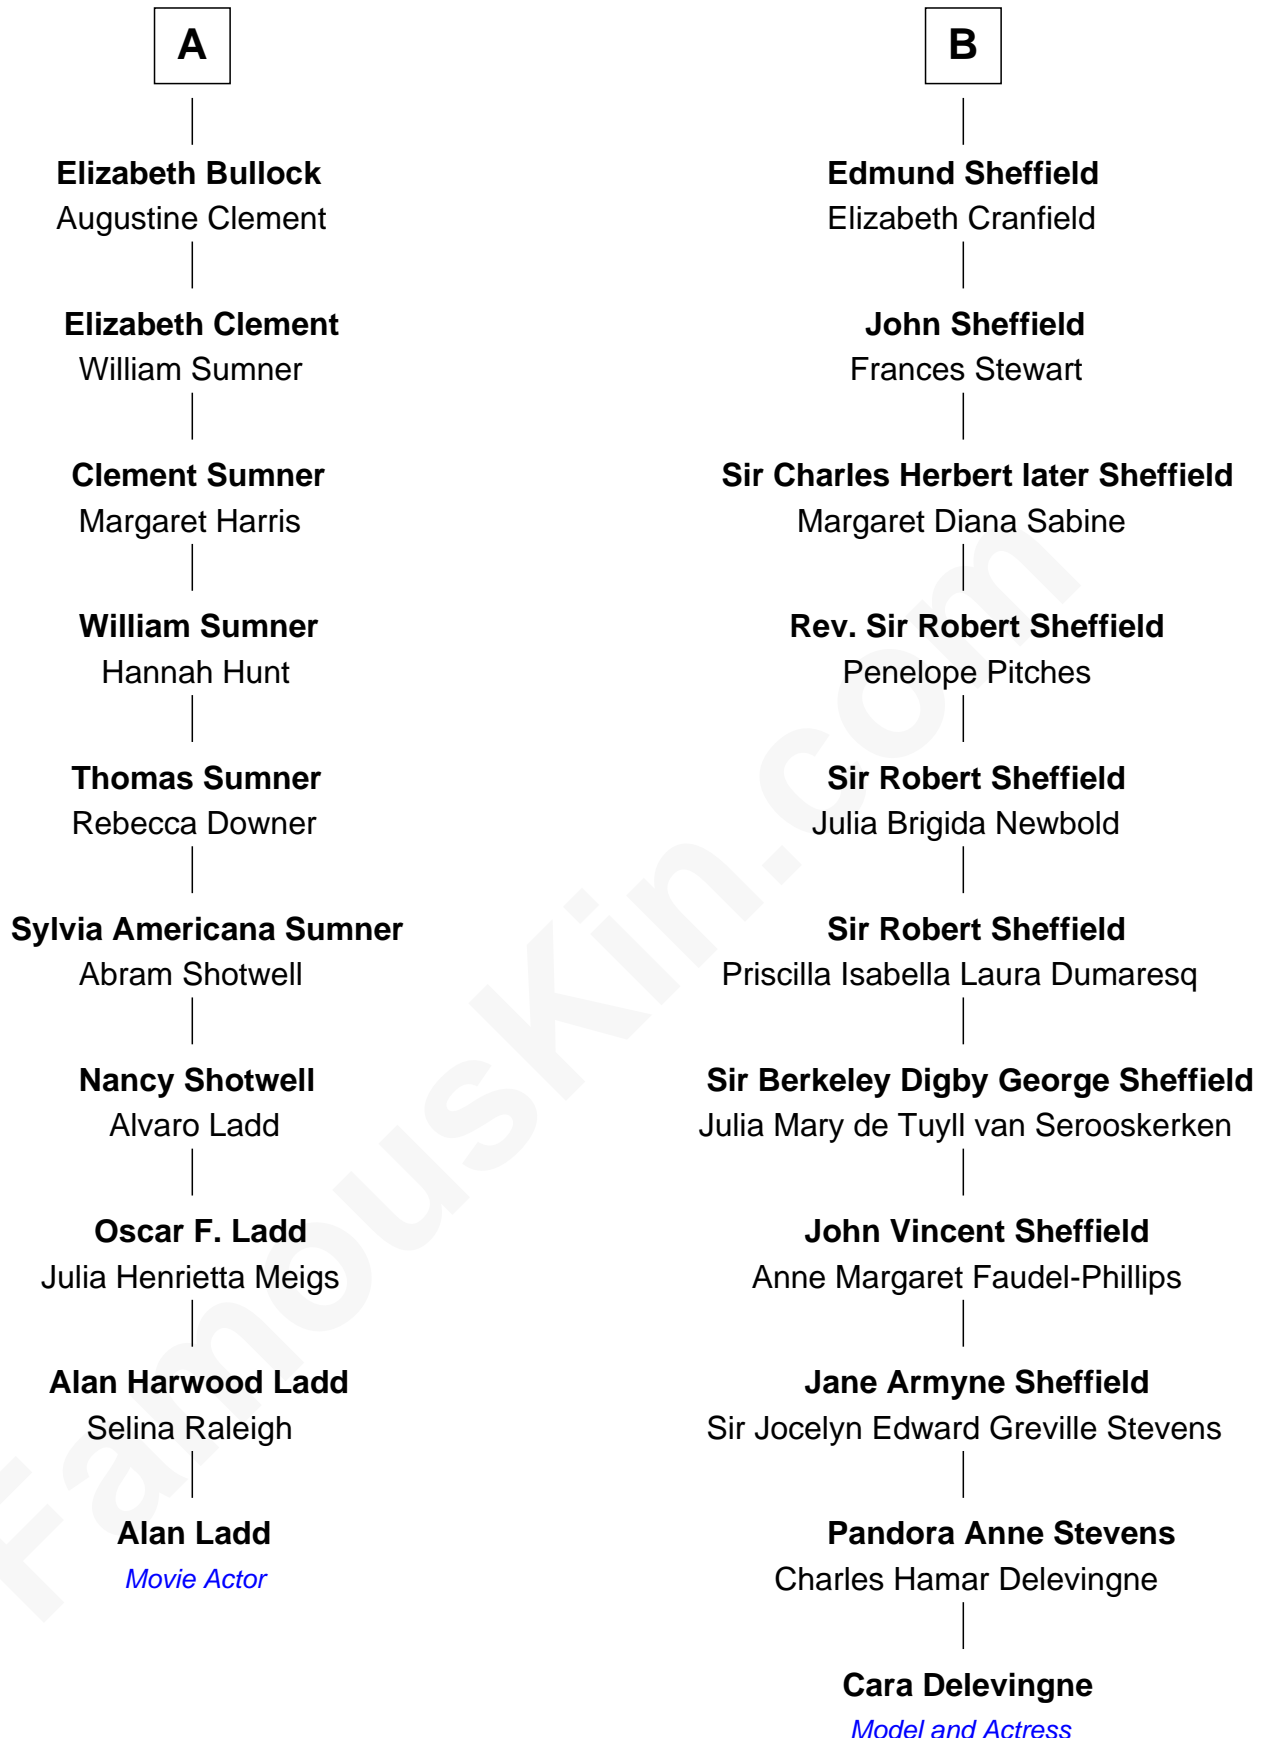 A
Elizabeth Bullock
Augustine Clement
Elizabeth Clement
William Sumner
Clement Sumner
Margaret Harris
William Sumner
Hannah Hunt
Thomas Sumner
Rebecca Downer
Sylvia Americana Sumner
Abram Shotwell
Nancy Shotwell
Alvaro Ladd
Oscar F. Ladd
Julia Henrietta Meigs
Alan Harwood Ladd
Selina Raleigh
Alan Ladd
Movie Actor
B
Edmund Sheffield
Elizabeth Cranfield
John Sheffield
Frances Stewart
Sir Charles Herbert later Sheffield
Margaret Diana Sabine
Rev. Sir Robert Sheffield
Penelope Pitches
Sir Robert Sheffield
Julia Brigida Newbold
Sir Robert Sheffield
Priscilla Isabella Laura Dumaresq
Sir Berkeley Digby George Sheffield
Julia Mary de Tuyll van Serooskerken
John Vincent Sheffield
Anne Margaret Faudel-Phillips
Jane Armyne Sheffield
Sir Jocelyn Edward Greville Stevens
Pandora Anne Stevens
Charles Hamar Delevingne
Cara Delevingne
Model and Actress
FamousKin.com